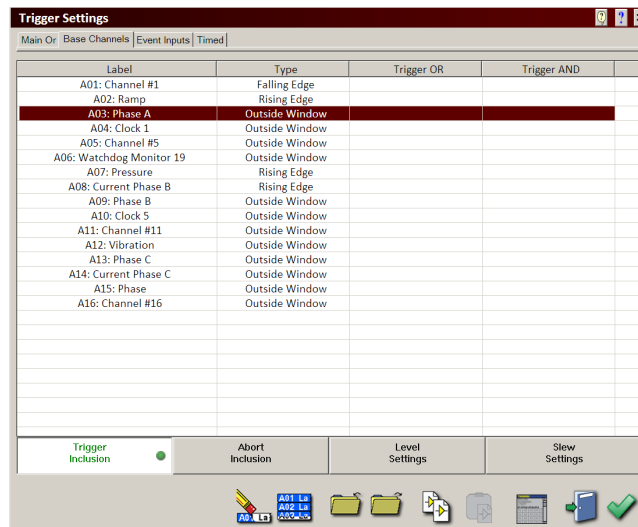 Trigger Settings
?
Main Or Base Channels Event Inputs Timed
Label Type Trigger OR Trigger AND
A01: Channel #1 Falling Edge
A02: Ramp Rising Edge
A03: Phase A Outside Window
A04: Clock 1 Outside Window
A05: Channel #5 Outside Window
A06: Watchdog Monitor 19 Outside Window
A07: Pressure Rising Edge
A08: Current Phase B Rising Edge
A09: Phase B Outside Window
A10: Clock 5 Outside Window
A11: Channel #11 Outside Window
A12: Vibration Outside Window
A13: Phase C Outside Window
A14: Current Phase C Outside Window
A15: Phase Outside Window
A16: Channel #16 Outside Window
Trigger Abort Level Slew
Inclusion Inclusion Settings Settings
A01 La
A02 La